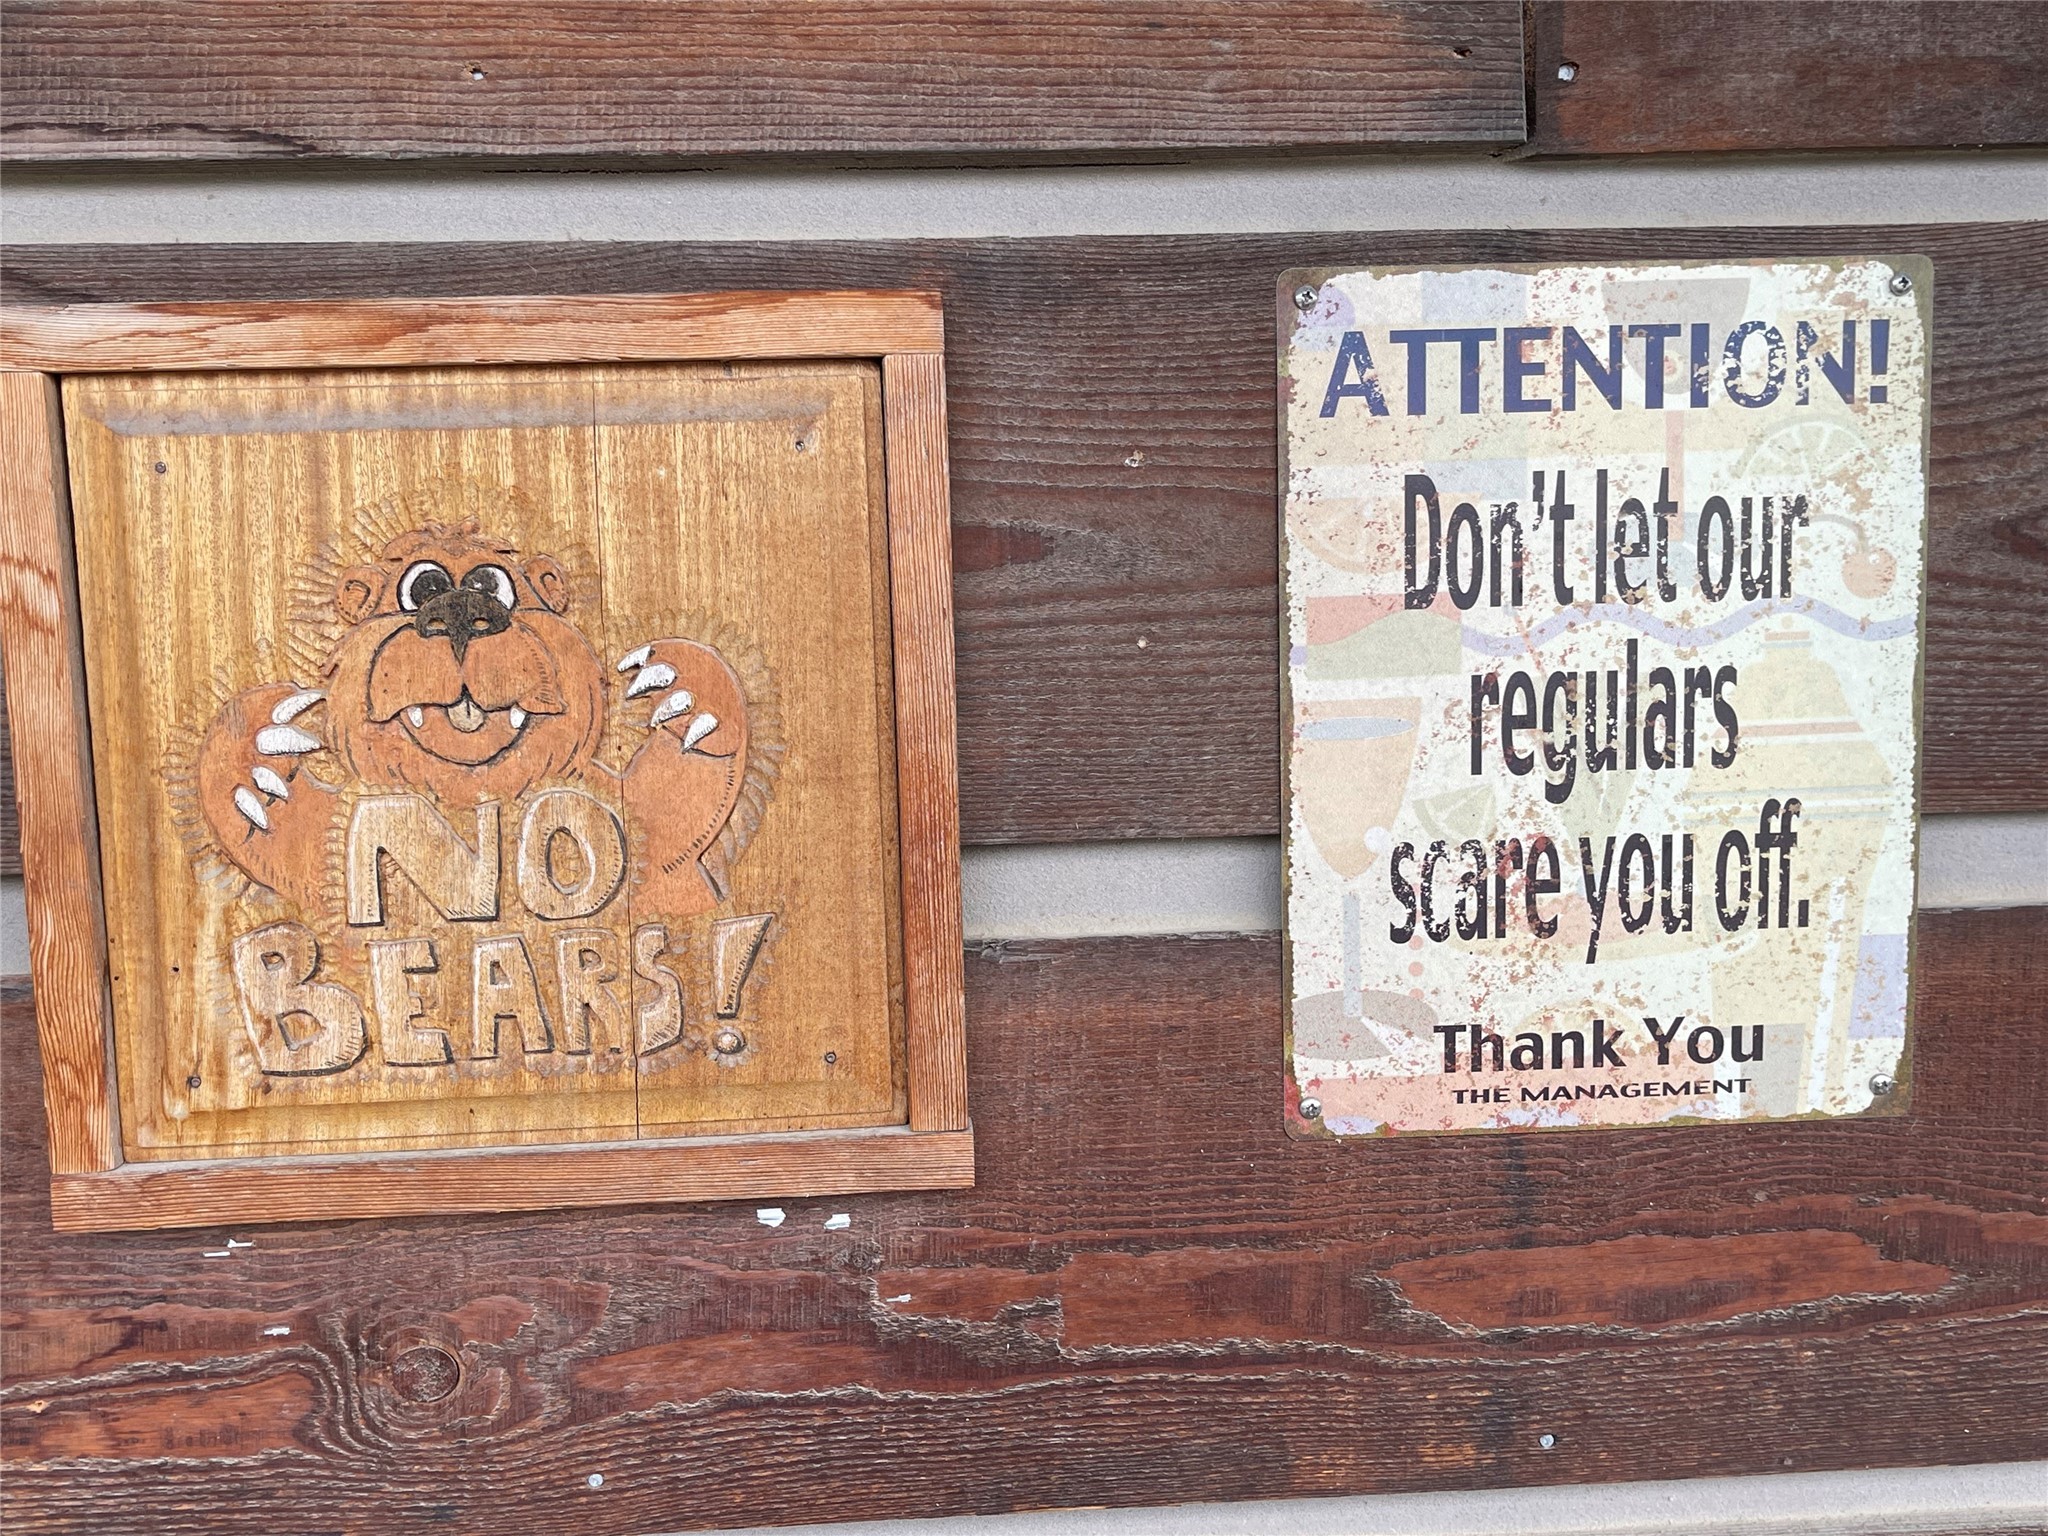 NO
BEARS!
ATTENTION!
Don't let our
regulars
scare you off.
Thank You
THE MANAGEMENT